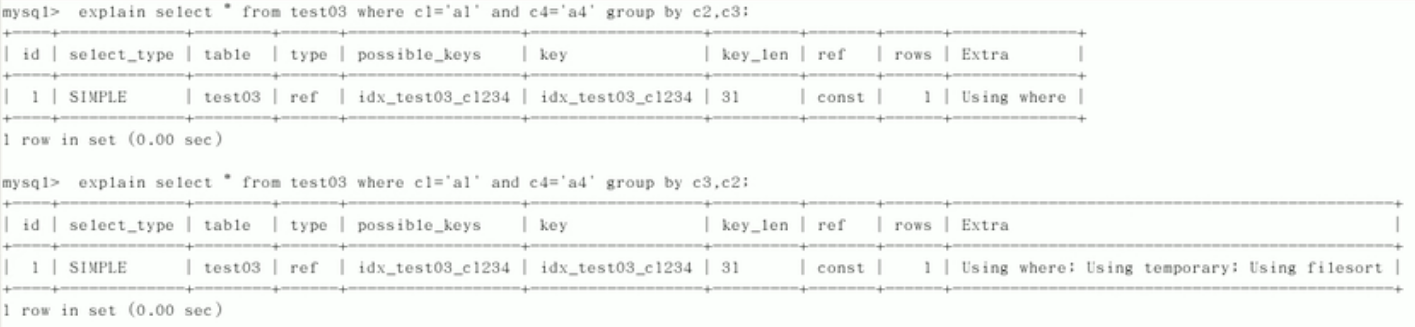 mysql>  explain select * from test03 where c1='a1' and c4='a4' group by c2,c3;
+----+-------------+--------+------+-----------------+-----------------+---------+-------+------+-------------+
| id | select_type | table  | type | possible_keys   | key             | key_len | ref   | rows | Extra       |
+----+-------------+--------+------+-----------------+-----------------+---------+-------+------+-------------+
|  1 | SIMPLE      | test03 | ref  | idx_test03_c1234 | idx_test03_c1234 | 31      | const |    1 | Using where |
+----+-------------+--------+------+-----------------+-----------------+---------+-------+------+-------------+
1 row in set (0.00 sec)
mysql>  explain select * from test03 where c1='a1' and c4='a4' group by c3,c2;
+----+-------------+--------+------+-----------------+-----------------+---------+-------+------+----------------------------------------------+
| id | select_type | table  | type | possible_keys   | key             | key_len | ref   | rows | Extra                                        |
+----+-------------+--------+------+-----------------+-----------------+---------+-------+------+----------------------------------------------+
|  1 | SIMPLE      | test03 | ref  | idx_test03_c1234 | idx_test03_c1234 | 31      | const |    1 | Using where; Using temporary; Using filesort |
+----+-------------+--------+------+-----------------+-----------------+---------+-------+------+----------------------------------------------+
1 row in set (0.00 sec)